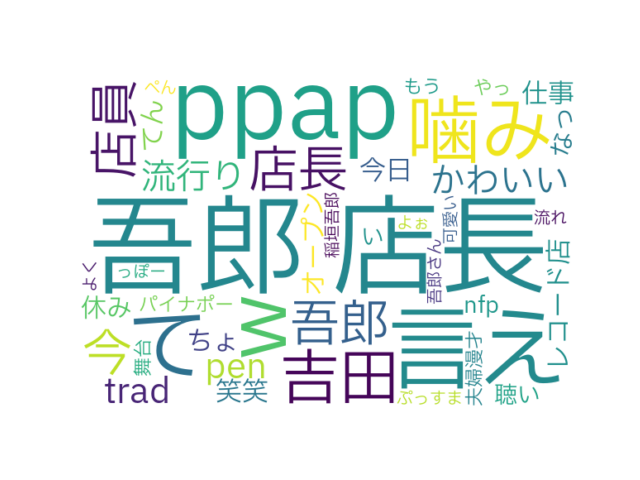 ぺん
もう
やっ
ppap
噛み
仕事
店員
てん
なっ
流行り
店長
今日
かわいい
吾郎店長
オープン
稲垣吾郎
よぉ
い
吾郎さん
可愛い
流れ
よく
っぽー
レコード店
休み
パイナポー
w
吾郎
nfp
言え
今
て
ちょ
舞台
pen
吉田
夫婦漫才
trad
笑笑
ぷっすま
聴い